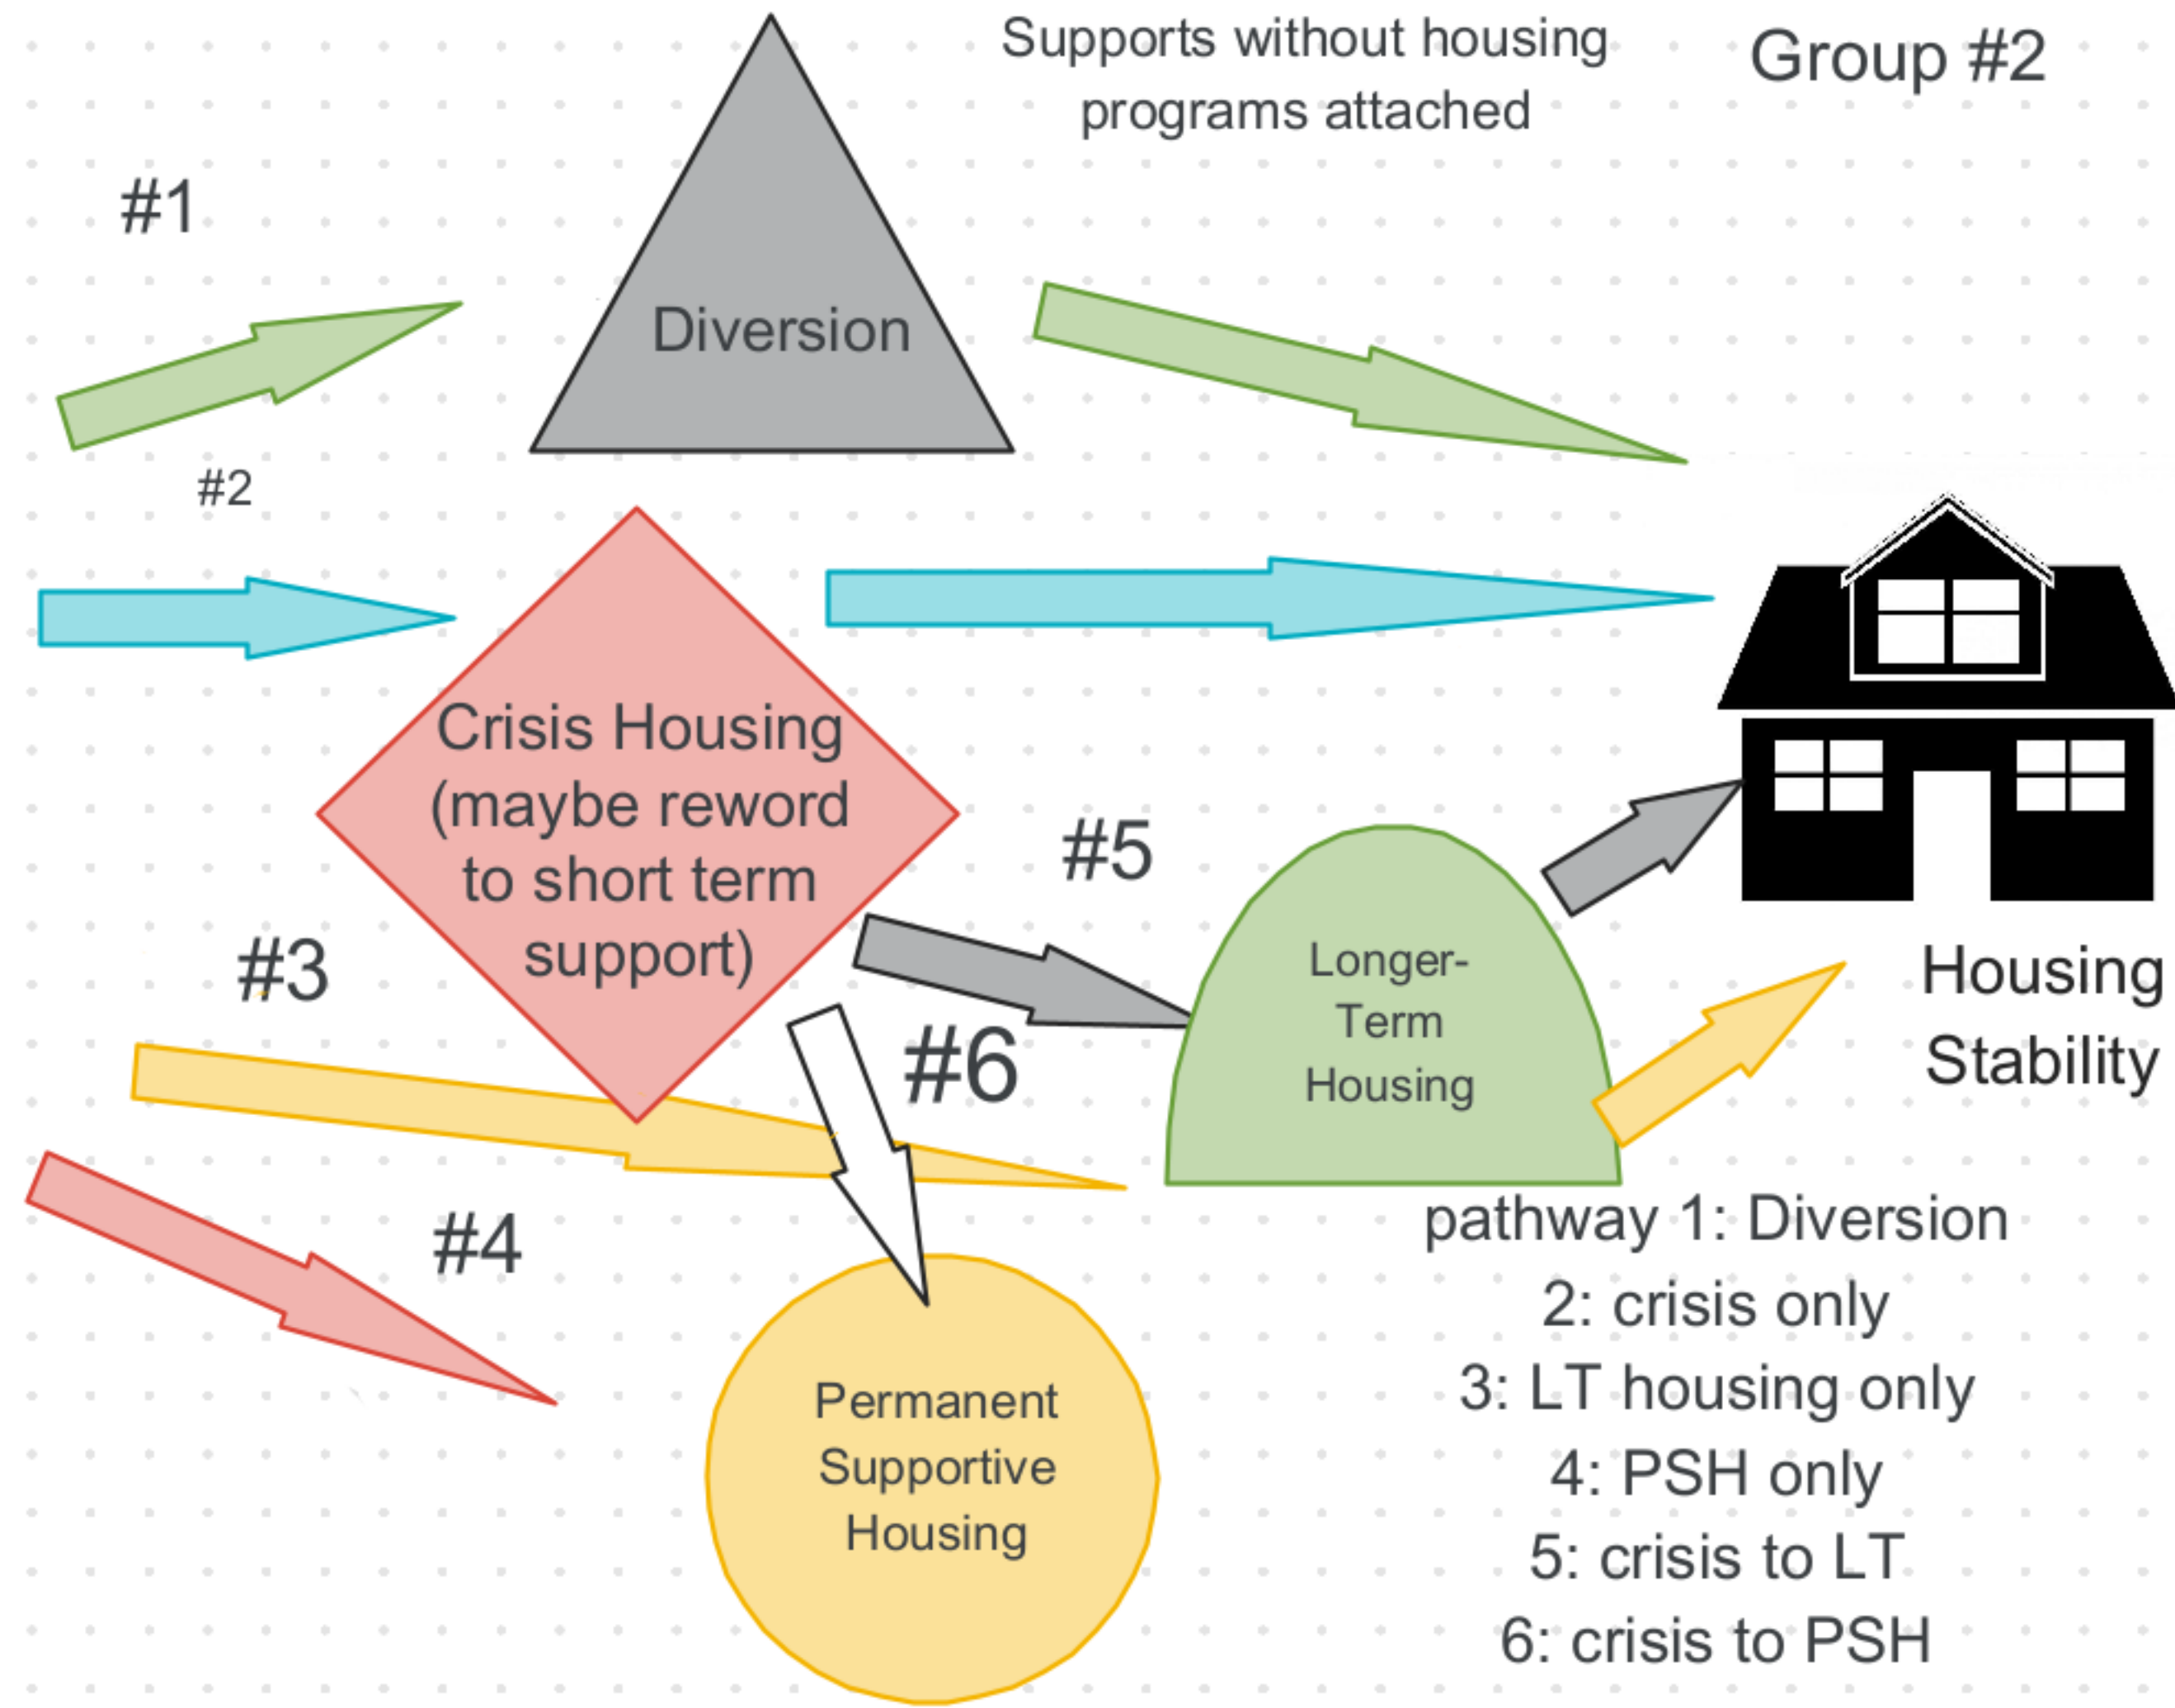 Supports without housing
programs attached
Group #2
#1
Diversion
#2
Crisis Housing
(maybe reword
to short term
support)
#5
#3
Longer-
Term
Housing
Housing
Stability
#6
#4
pathway 1: Diversion
2: crisis only
3: LT housing only
4: PSH only
5: crisis to LT
6: crisis to PSH
Permanent
Supportive
Housing